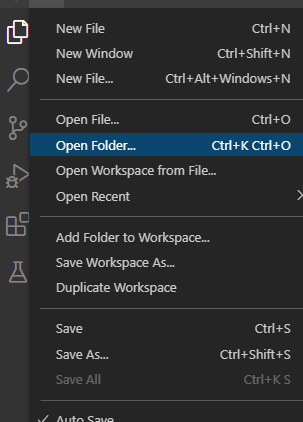 New File Ctrl+N
New Window Ctrl+Shift+N
New File... Ctrl+Alt+Windows+N
Open File... Ctrl+O
Open Folder... Ctrl+K Ctrl+O
Open Workspace from File...
Open Recent
Add Folder to Workspace...
Save Workspace As...
Duplicate Workspace
Save Ctrl+S
Save As... Ctrl+Shift+S
Save All Ctrl+K S
Auto Save